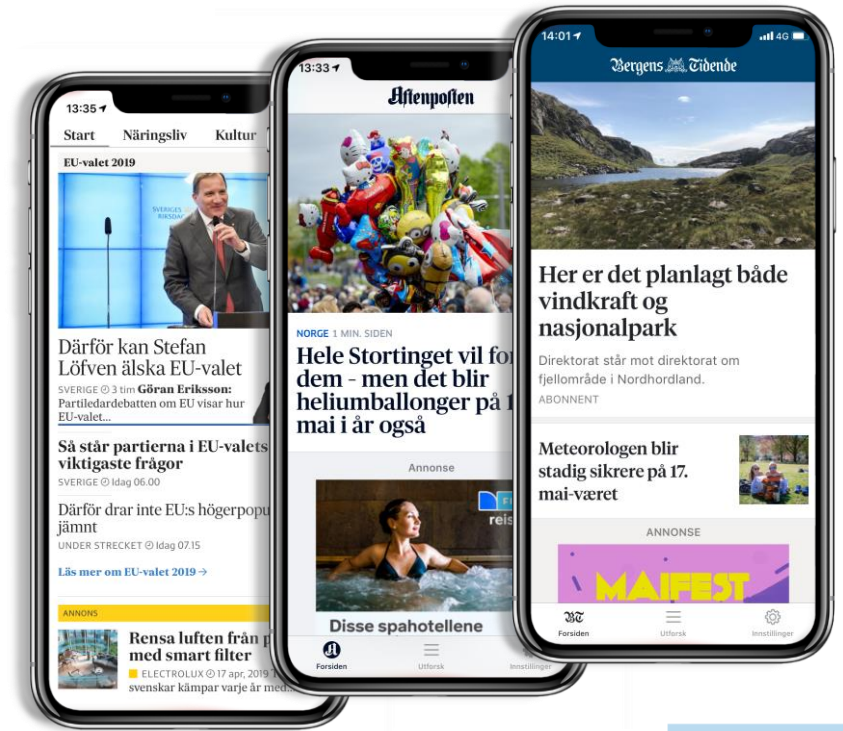 13:35
Start Näringsliv Kultur
EU-valet 2019
SVERIGES
RIKSDAG
Därför kan Stefan
Löfven älska EU-valet
SVERIGE 3 tim Göran Eriksson:
Partiledardebatten om EU visar hur
EU-valet...
Så står partierna i EU-valets
viktigaste frågor
SVERIGE Idag 06.00
Därför drar inte EU:s högerpopu
jämnt
UNDER STRECKET Idag 07.15
Läs mer om EU-valet 2019 →
ANNONS
Rensa luften från p
med smart filter
ELECTROLUX 17 apr, 2019
svenskar kämpar varje år med...
13:33
Aftenposten
NORGE 1 MIN. SIDEN
Hele Stortinget vil for
dem - men det blir
heliumballonger på 1
mai i år også
Annonse
reis
Disse spahotellene
Forsiden Utforsk Innstillinger
14:01 4G
Bergens Tidende
Her er det planlagt både
vindkraft og
nasjonalpark
Direktorat står mot direktorat om
fjellområde i Nordhordland.
ABONNENT
Meteorologen blir
stadig sikrere på 17.
mai-været
ANNONSE
MAIFEST
BT
Forsiden Utforsk Innstillinger